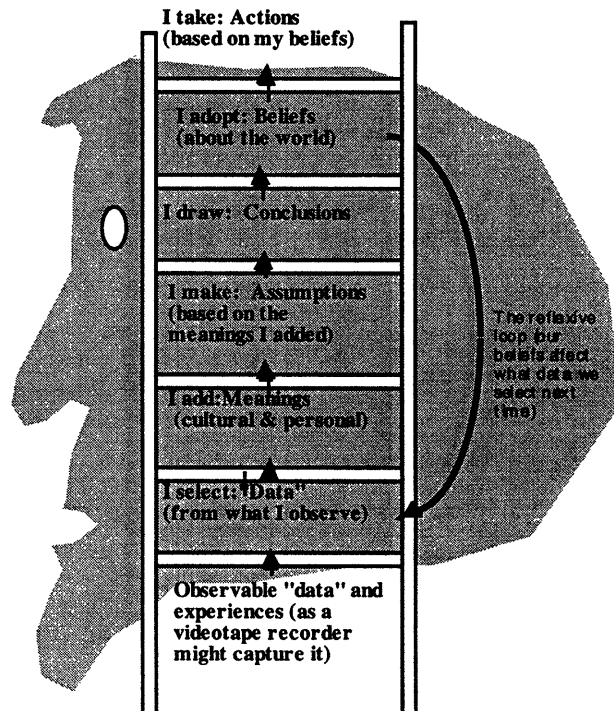 I take: Actions
(based on my beliefs)
I adopt: Beliefs
(about the world)
I draw: Conclusions
I make: Assumptions
(based on the
meanings I added)
I add:Meanings
(cultural & personal)
I select: "Data"
(from what I observe)
Observable "data" and
experiences (as a
videotape recorder
might capture it)
The reflexive
loop (our
beliefs affect
what data we
select next
time)